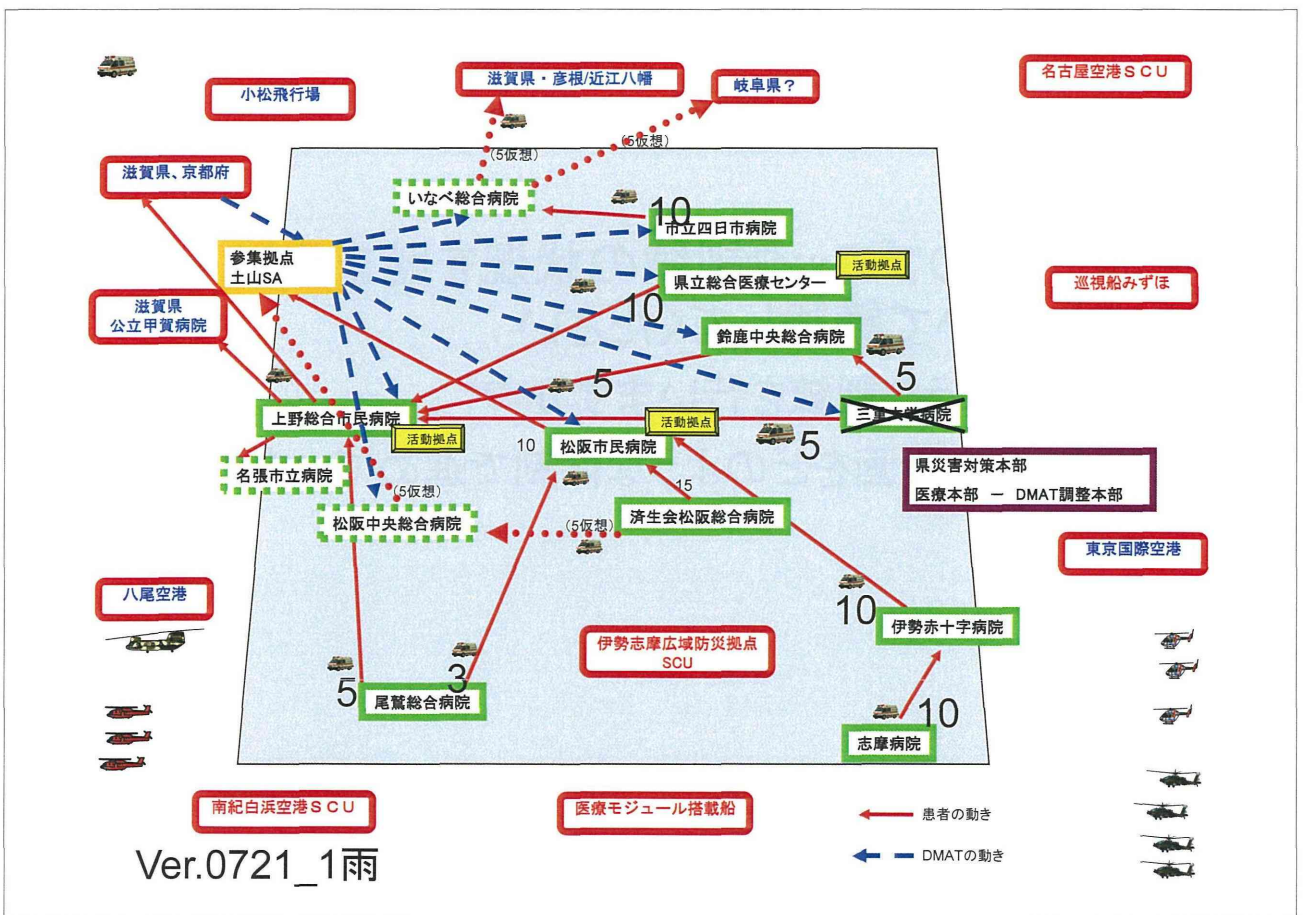 滋賀県・彦根/近江八幡
岐阜県？
名古屋空港ＳＣＵ
小松飛行場
(5仮想)
(5仮想)
滋賀県、京都府
いなべ総合病院
10
市立四日市病院
参集拠点
土山SA
活動拠点
県立総合医療センター
巡視船みずほ
10
滋賀県
公立甲賀病院
鈴鹿中央総合病院
5
5
上野総合市民病院
活動拠点
三重大学病院
5
活動拠点
10
松阪市民病院
名張市立病院
県災害対策本部
医療本部 － DMAT調整本部
(5仮想)
15
松阪中央総合病院
済生会松阪総合病院
(5仮想)
東京国際空港
八尾空港
10
伊勢赤十字病院
伊勢志摩広域防災拠点
SCU
5
3
尾鷲総合病院
10
志摩病院
南紀白浜空港ＳＣＵ
医療モジュール搭載船
患者の動き
DMATの動き
Ver.0721_1雨